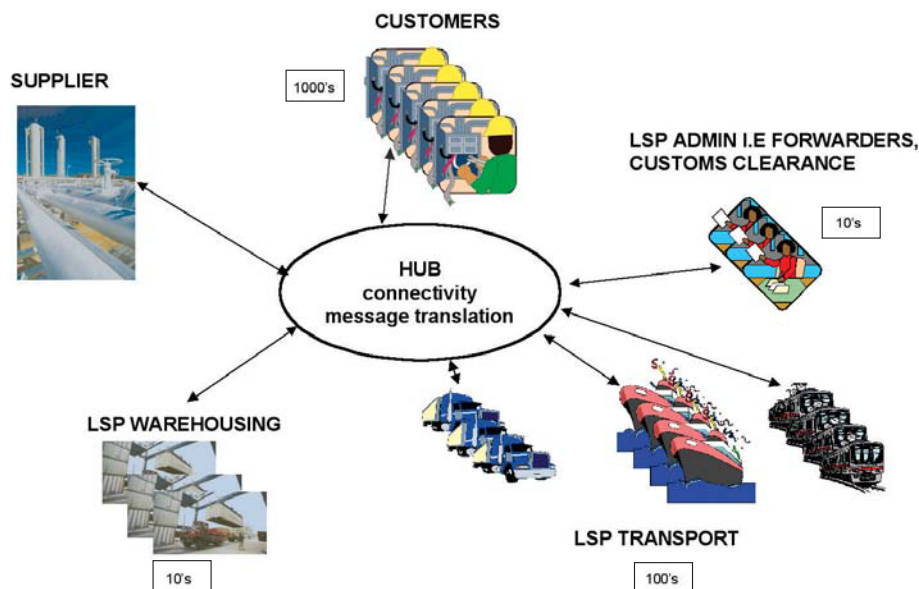 CUSTOMERS
1000's
SUPPLIER
LSP ADMIN I.E FORWARDERS,
CUSTOMS CLEARANCE
10's
HUB
connectivity
message translation
LSP WAREHOUSING
10's
LSP TRANSPORT
100's